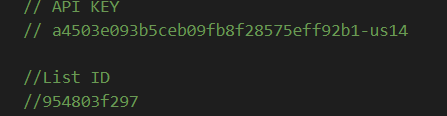 // API KEY
// a4503e093b5ceb09fb8f28575eff92b1-us14
//List ID
//954803f297